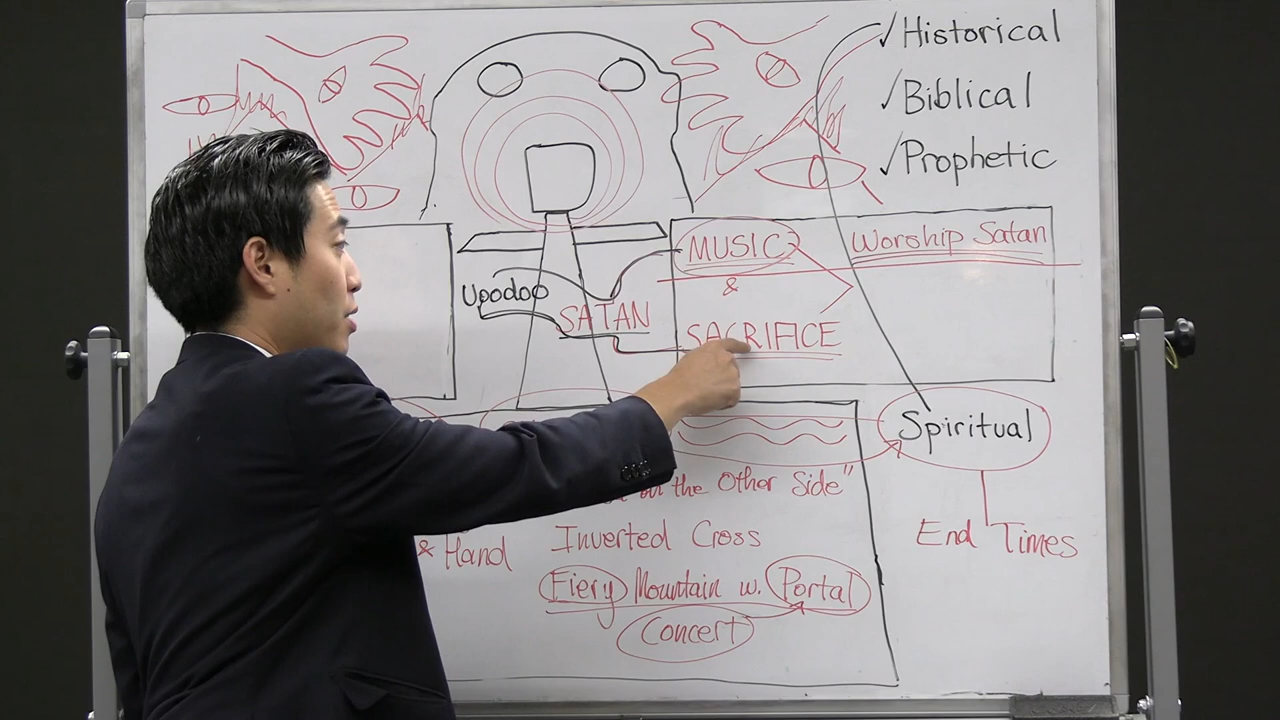 ✓Historical
✓Biblical
✓Prophetic
MUSIC
Worship Satan
&
Upodop
SATAN
SACRIFICE
Spiritual
on the Other Side"
& Hand
Inverted Cross
End Times
Fiery Mountain w. Portal
Concert